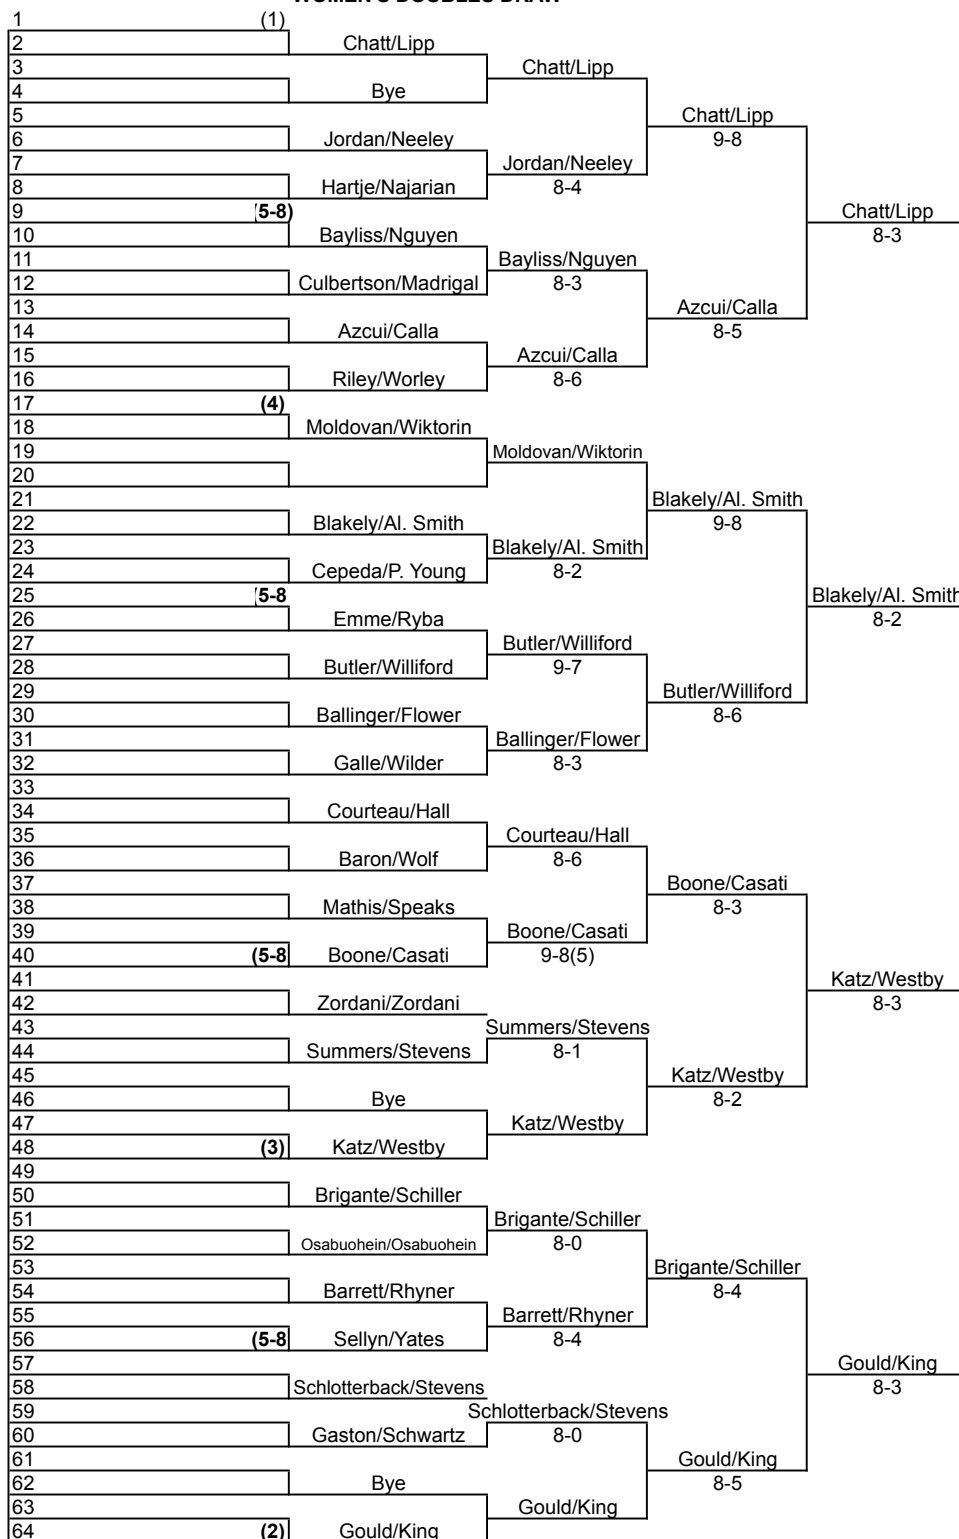 WOMEN'S DOUBLES DRAW
1 (1)
2 Chatt/Lipp
3 Chatt/Lipp
4 Bye
5 Chatt/Lipp
6 Jordan/Neeley 9-8
7 Jordan/Neeley
8 Hartje/Najarian 8-4
9 (5-8) Chatt/Lipp
10 Bayliss/Nguyen 8-3
11 Bayliss/Nguyen
12 Culbertson/Madrigal 8-3
13 Azcui/Calla
14 Azcui/Calla 8-5
15 Azcui/Calla
16 Riley/Worley 8-6
17 (4)
18 Moldovan/Wiktorin
19 Moldovan/Wiktorin
20
21 Blakely/Al. Smith
22 Blakely/Al. Smith 9-8
23 Blakely/Al. Smith
24 Cepeda/P. Young 8-2
25 (5-8 Blakely/Al. Smith
26 Emme/Ryba 8-2
27 Butler/Williford
28 Butler/Williford 9-7
29 Butler/Williford
30 Ballinger/Flower 8-6
31 Ballinger/Flower
32 Galle/Wilder 8-3
33
34 Courteau/Hall
35 Courteau/Hall
36 Baron/Wolf 8-6
37 Boone/Casati
38 Mathis/Speaks 8-3
39 Boone/Casati
40 (5-8 Boone/Casati 9-8(5)
41 Katz/Westby
42 Zordani/Zordani 8-3
43 Summers/Stevens
44 Summers/Stevens 8-1
45 Katz/Westby
46 Bye 8-2
47 Katz/Westby
48 (3) Katz/Westby
49
50 Brigante/Schiller
51 Brigante/Schiller
52 Osabuohein/Osabuohein 8-0
53 Brigante/Schiller
54 Barrett/Rhyner 8-4
55 Barrett/Rhyner
56 (5-8 Sellyn/Yates 8-4
57 Gould/King
58 Schlotterback/Stevens 8-3
59 Schlotterback/Stevens
60 Gaston/Schwartz 8-0
61 Gould/King
62 Bye 8-5
63 Gould/King
64 (2) Gould/King